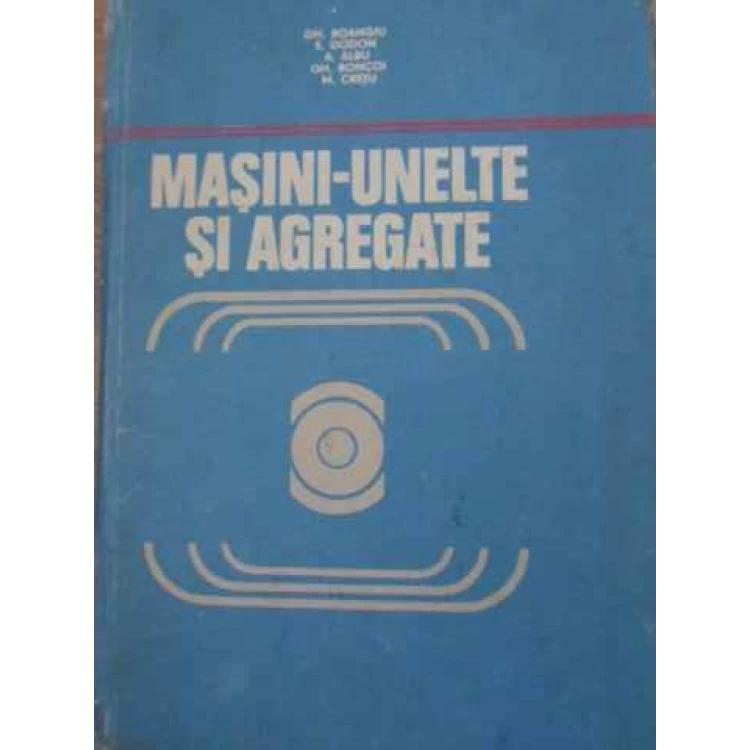 GH. BOANGIU
E. DODON
A. ALBU
GH. BONCOI
M. CREȚU
MAȘINI-UNELTE
ȘI AGREGATE